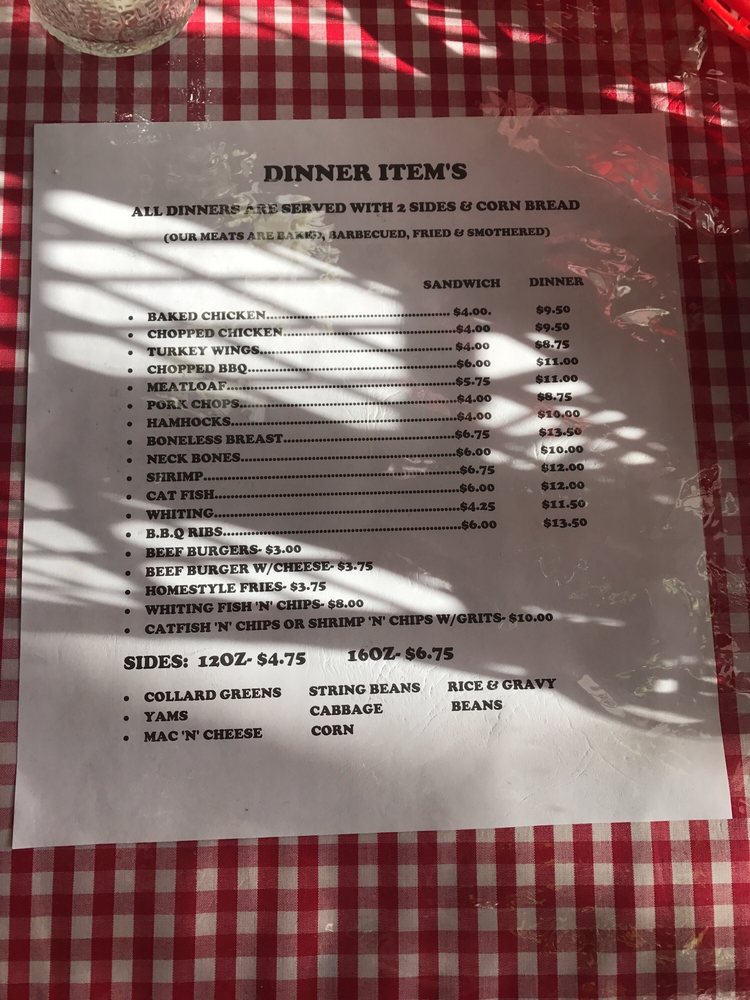 DINNER ITEM'S
ALL DINNERS ARE SERVED WITH 2 SIDES & CORN BREAD
(OUR MEATS ARE BAKED, BARBECUED, FRIED & SMOTHERED)
SANDWICH DINNER
• BAKED CHICKEN.................................................... $4.00. $9.50
• CHOPPED CHICKEN.................................................$4.00 $9.50
• TURKEY WINGS....................................................... $4.00 $8.75
• CHOPPED BBQ...........................................................$6.00 $11.00
• MEATLOAF.................................................................$5.75 $11.00
• PORK CHOPS..............................................................$4.00 $8.75
• HAMHOCKS................................................................$4.00 $10.00
• BONELESS BREAST.................................................$6.75 $13.50
• NECK BONES.............................................................$6.00 $10.00
• SHRIMP........................................................................$6.75 $12.00
• CAT FISH.....................................................................$6.00 $12.00
• WHITING......................................................................$4.25 $11.50
• B.B.Q RIBS...................................................................$6.00 $13.50
• BEEF BURGERS- $3.00
• BEEF BURGER W/CHEESE- $3.75
• HOMESTYLE FRIES- $3.75
• WHITING FISH 'N' CHIPS- $8.00
• CATFISH 'N' CHIPS OR SHRIMP 'N' CHIPS W/GRITS- $10.00
SIDES: 12OZ- $4.75 16OZ- $6.75
• COLLARD GREENS STRING BEANS RICE & GRAVY
• YAMS CABBAGE BEANS
• MAC 'N' CHEESE CORN